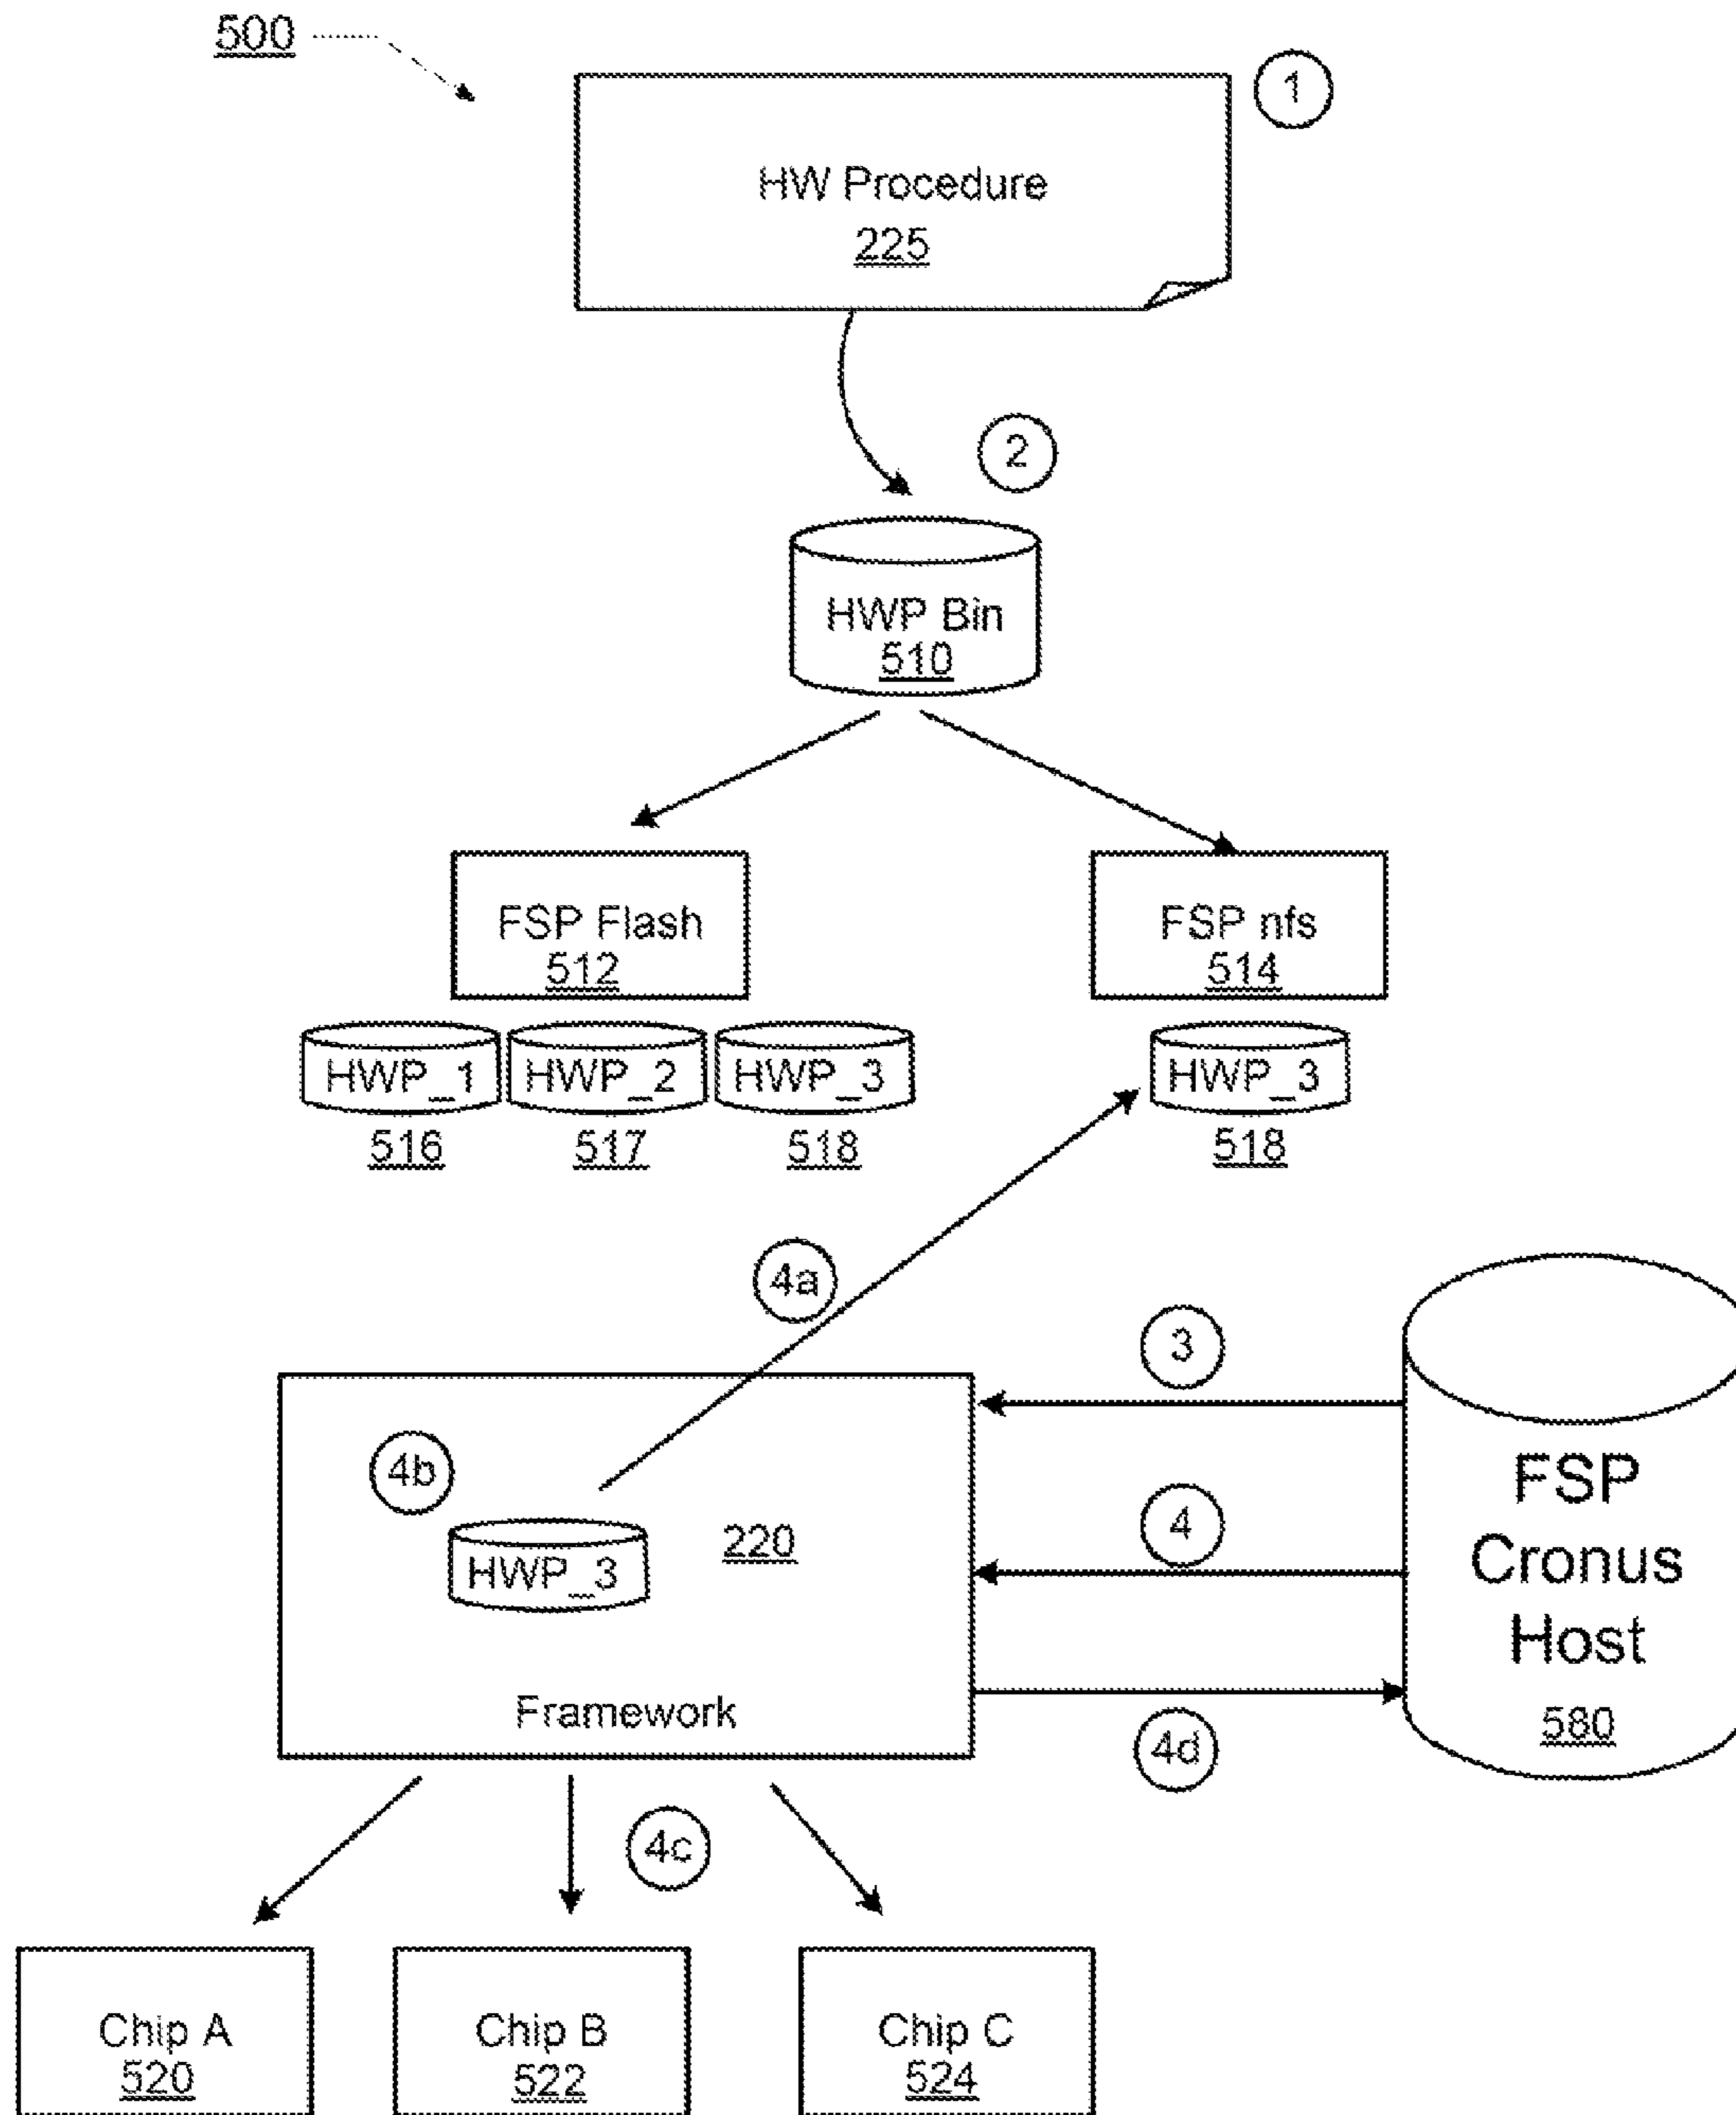 500
1
HW Procedure
225
2
HWP Bin
510
FSP Flash
512
FSP nfs
514
HWP_1
HWP_2
HWP_3
HWP_3
516
517
518
518
4a
3
4b
HWP_3
220
4
Framework
4d
FSP
Cronus
Host
580
4c
Chip A
520
Chip B
522
Chip C
524